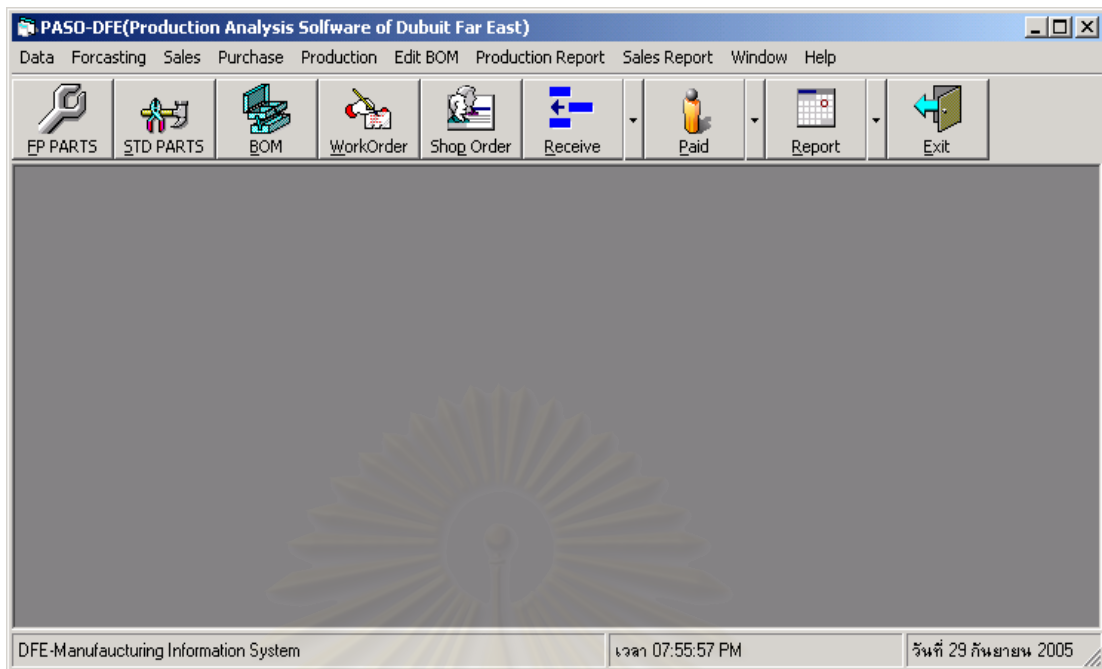 PASO-DFE(Production Analysis Solfware of Dubuit Far East)
Data Forcasting Sales Purchase Production Edit BOM Production Report Sales Report Window Help
FP PARTS STD PARTS BOM WorkOrder Shop Order Receive Paid Report Exit
DFE-Manufaucturing Information System เวลา 07:55:57 PM วันที่ 29 กันยายน 2005